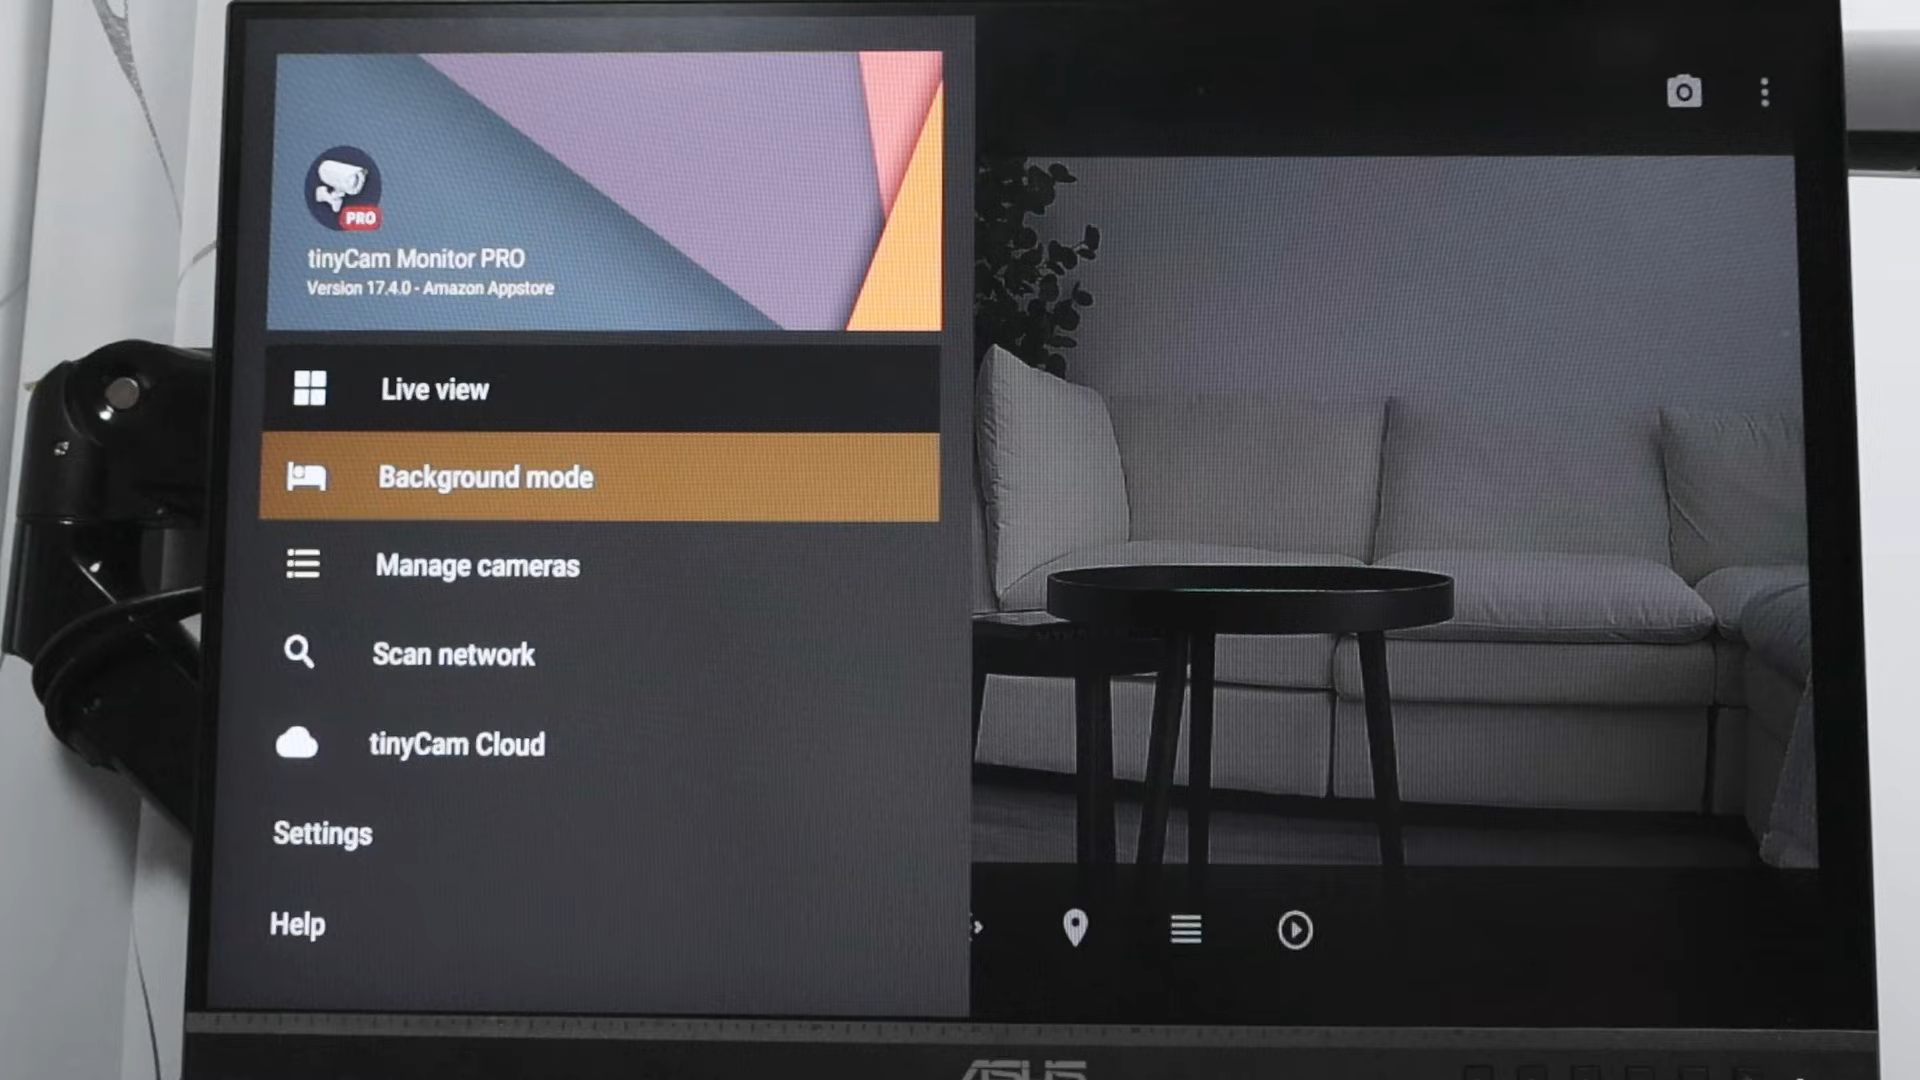 PRO
tinyCam Monitor PRO
Version 17.4.0 - Amazon Appstore
Live view
Background mode
Manage cameras
Scan network
tinyCam Cloud
Settings
Help
ASUS